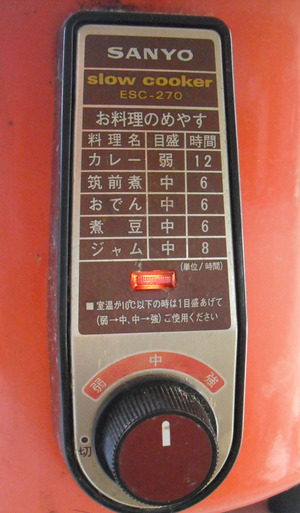 SANYO
slow cooker
ESC-270
お料理のめやす
料理名 目盛 時間
カレー 弱 12
筑前煮 中 6
おでん 中 6
煮豆 中 6
ジャム 中 8
(単位/時間)
■室温が10℃以下の時は1目盛あげて
(弱→中、中→強)ご使用ください
弱 中 強
切